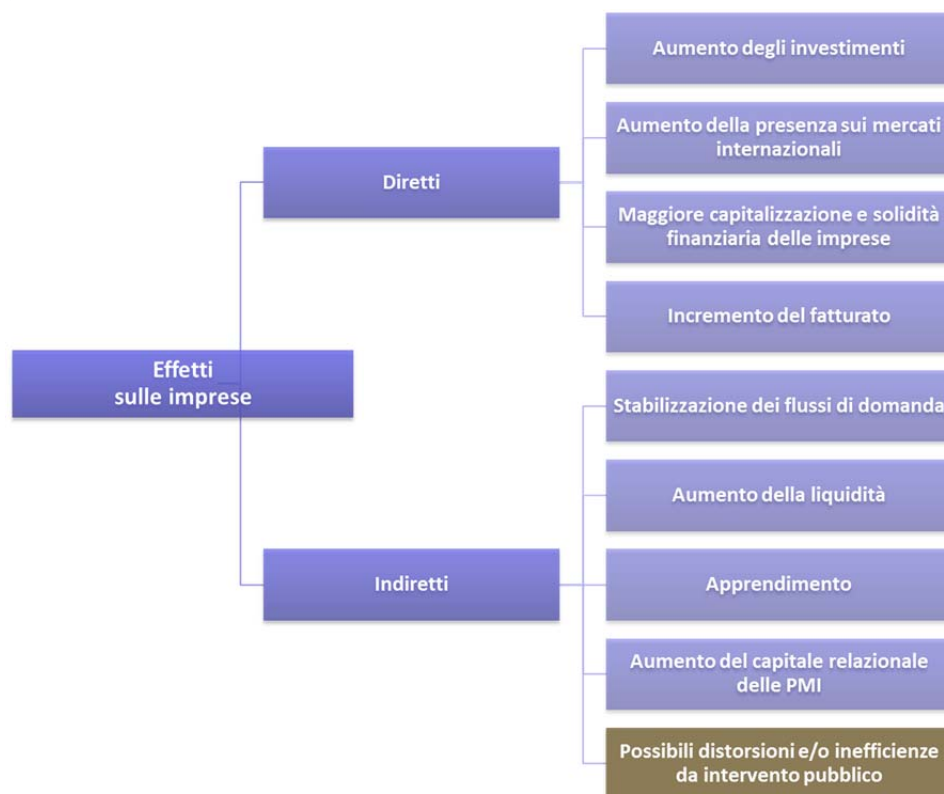 Effetti
sulle imprese
Diretti
Aumento degli investimenti
Aumento della presenza sui mercati
internazionali
Maggiore capitalizzazione e solidità
finanziaria delle imprese
Incremento del fatturato
Indiretti
Stabilizzazione dei flussi di domanda
Aumento della liquidità
Apprendimento
Aumento del capitale relazionale
delle PMI
Possibili distorsioni e/o inefficienze
da intervento pubblico